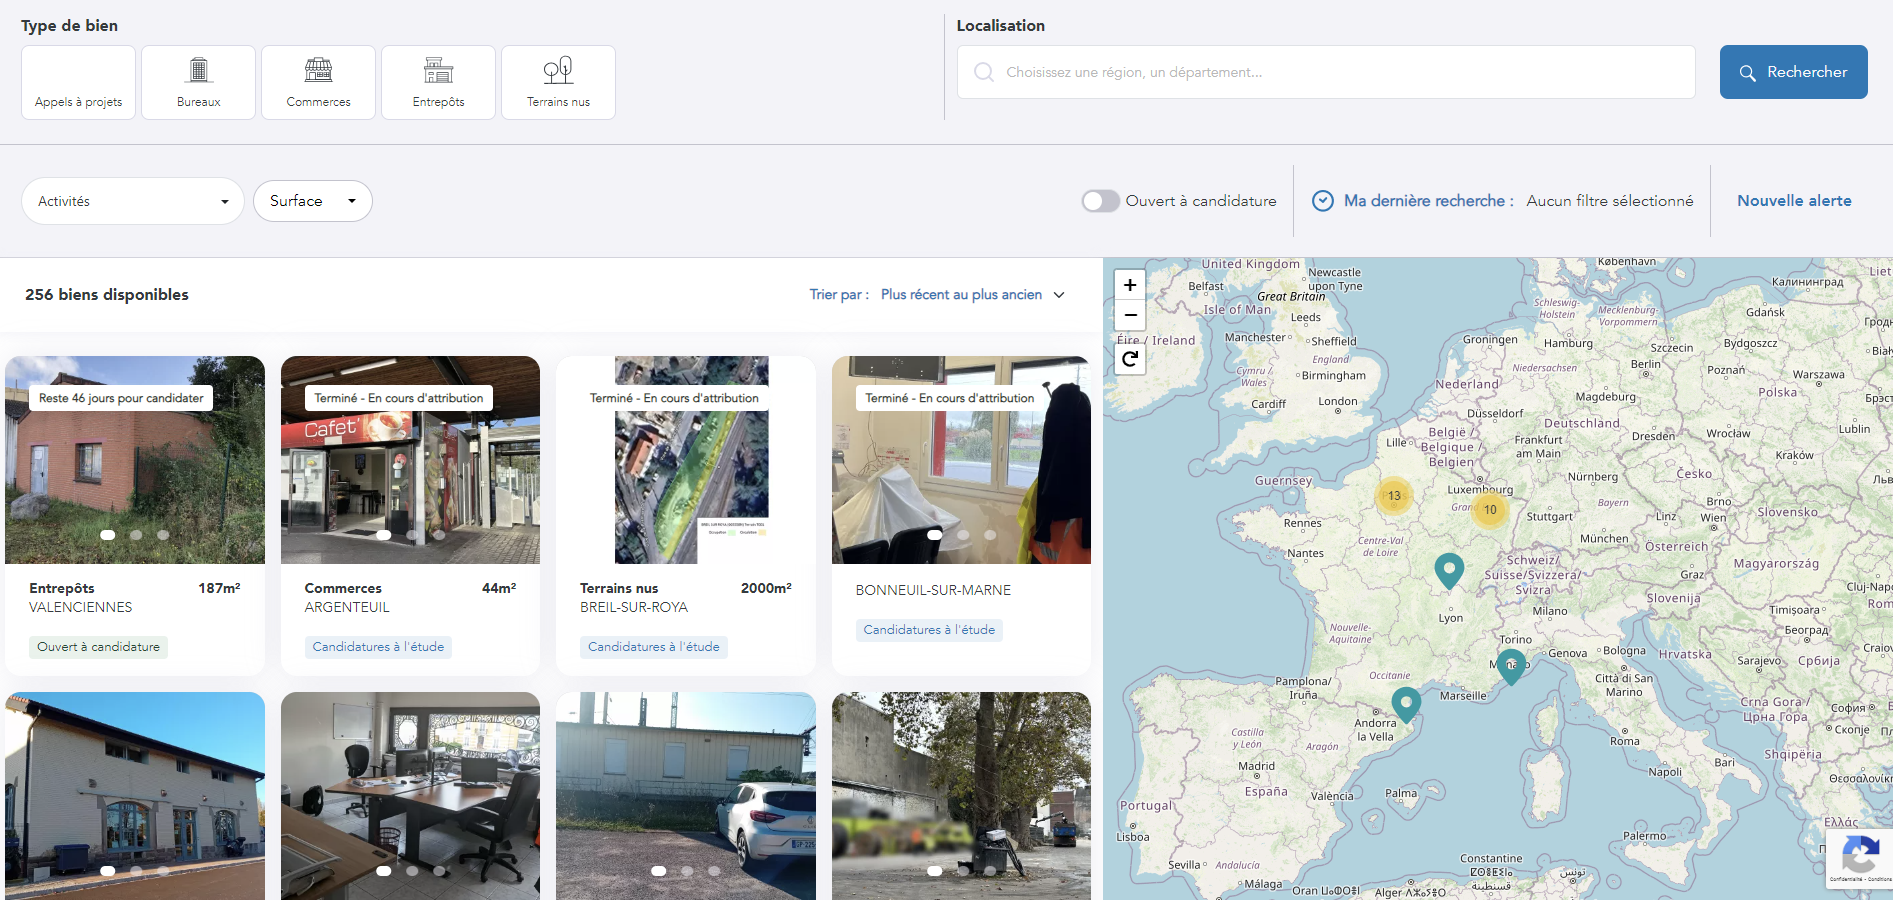 Type de bien
Localisation
Appels à projets
Bureaux
Commerces
Entrepôts
Terrains nus
Choisissez une région, un département...
Rechercher
Activités
Surface
Ouvert à candidature
Ma dernière recherche :
Aucun filtre sélectionné
Nouvelle alerte
256 biens disponibles
Trier par :
Plus récent au plus ancien
Reste 46 jours pour candidater
Terminé - En cours d'attribution
Terminé - En cours d'attribution
Terminé - En cours d'attribution
Cafet'
Entrepôts 187m²
VALENCIENNES
Ouvert à candidature
Commerces 44m²
ARGENTEUIL
Candidatures à l'étude
Terrains nus 2000m²
BREIL-SUR-ROYA
Candidatures à l'étude
BONNEUIL-SUR-MARNE
Candidatures à l'étude
+
−
United Kingdom
Belfast
Newcastle
upon Tyne
Great Britain
Isle of Man
Leeds
Éire / Ireland
Manchester
Sheffield
England
Cymru /
Wales
Birmingham
Cardiff
London
Guernsey
København
Schleswig-
Holstein
Mecklenburg-
Vorpommern
Groningen
Hamburg
Szczecin
Gdańsk
Bydgoszcz
Калининград
Berlin
Poznań
Warszawa
Niedersachsen
Nederland
Magdeburg
Polska
Düsseldorf
Deutschland
Lublin
Lille
België /
Belgique /
Belgien
Frankfurt
am Main
Dresden
Wrocław
Kraków
Luxembourg
Nürnberg
Česko
Brno
Bayern
Linz
Wien
Slovensko
Stuttgart
München
Österreich
Magyarország
13
10
Rennes
Nantes
Centre-Val
de Loire
Schweiz/
Suisse/Svizzera/
Svizra
Graz
Slovenija
Timișoara
Београд
Milano
Lyon
Torino
Genova
Bologna
Hrvatska
Nouvelle-
Aquitaine
Occitanie
Marseille
Città di San
Marino
Sarajevo
Србија
Pamplona/
Iruña
Andorra
la Vella
Crna Gora /
Црна Гора
София
Скопје
Castilla
y León
Aragón
Roma
Shqipëria
Madrid
España
València
Palma
Napoli
Bari
Portugal
Lisboa
Sevilla
Andalucía
Málaga
Palermo
Ελλάς
Constantine
قسنطينة
تونس
Oran
Alger